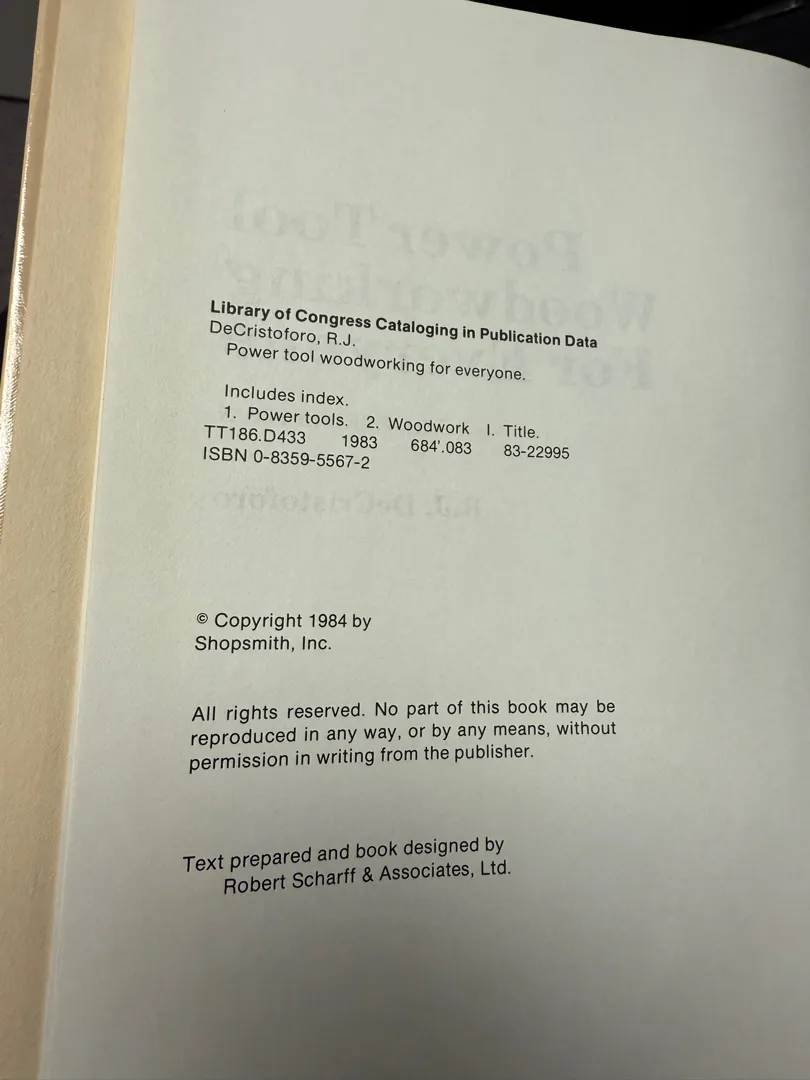 Library of Congress Cataloging in Publication Data
DeCristoforo, R.J.
Power tool woodworking for everyone.
Includes index.
1. Power tools. 2. Woodwork I. Title.
TT186.D433 1983 684'.083 83-22995
ISBN 0-8359-5567-2
© Copyright 1984 by
Shopsmith, Inc.
All rights reserved. No part of this book may be
reproduced in any way, or by any means, without
permission in writing from the publisher.
Text prepared and book designed by
Robert Scharff & Associates, Ltd.